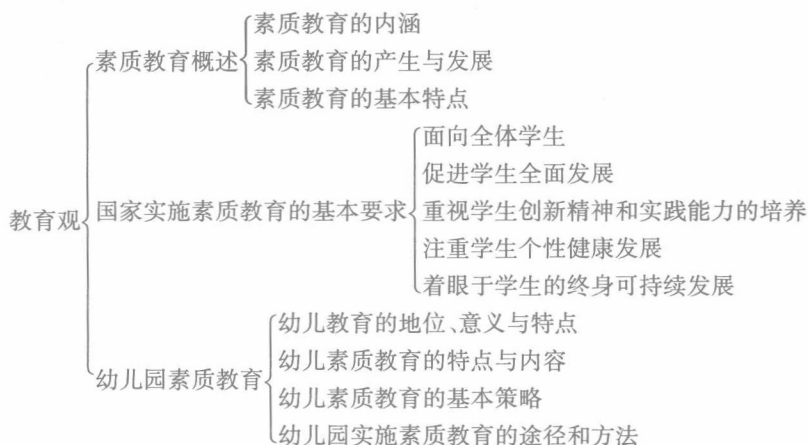 素质教育的内涵
素质教育概述
素质教育的产生与发展
素质教育的基本特点
面向全体学生
促进学生全面发展
教育观
国家实施素质教育的基本要求
重视学生创新精神和实践能力的培养
注重学生个性健康发展
着眼于学生的终身可持续发展
幼儿教育的地位、意义与特点
幼儿园素质教育
幼儿素质教育的特点与内容
幼儿素质教育的基本策略
幼儿园实施素质教育的途径和方法